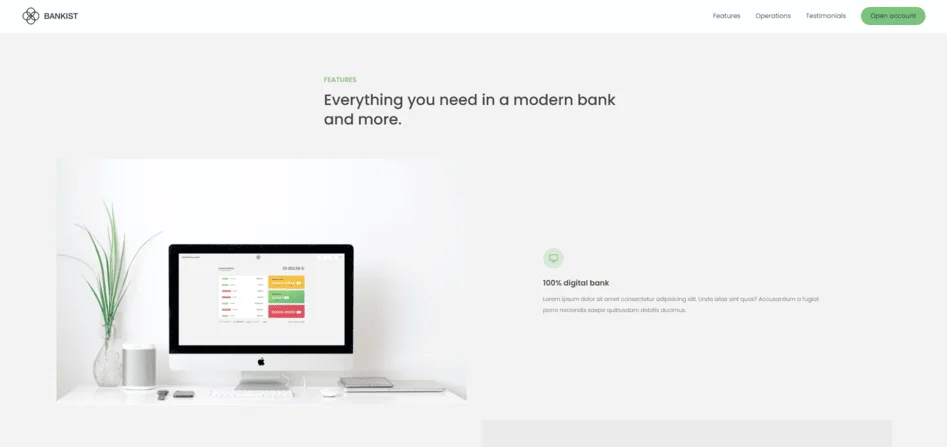 BANKIST
Features Operations Testimonials Open account
FEATURES
Everything you need in a modern bank
and more.
100% digital bank
Lorem ipsum dolor sit amet consectetur adipisicing elit. Unde alias sint quos? Accusantium a fugiat
porro reiciendis saepe quibusdam debitis ducimus.